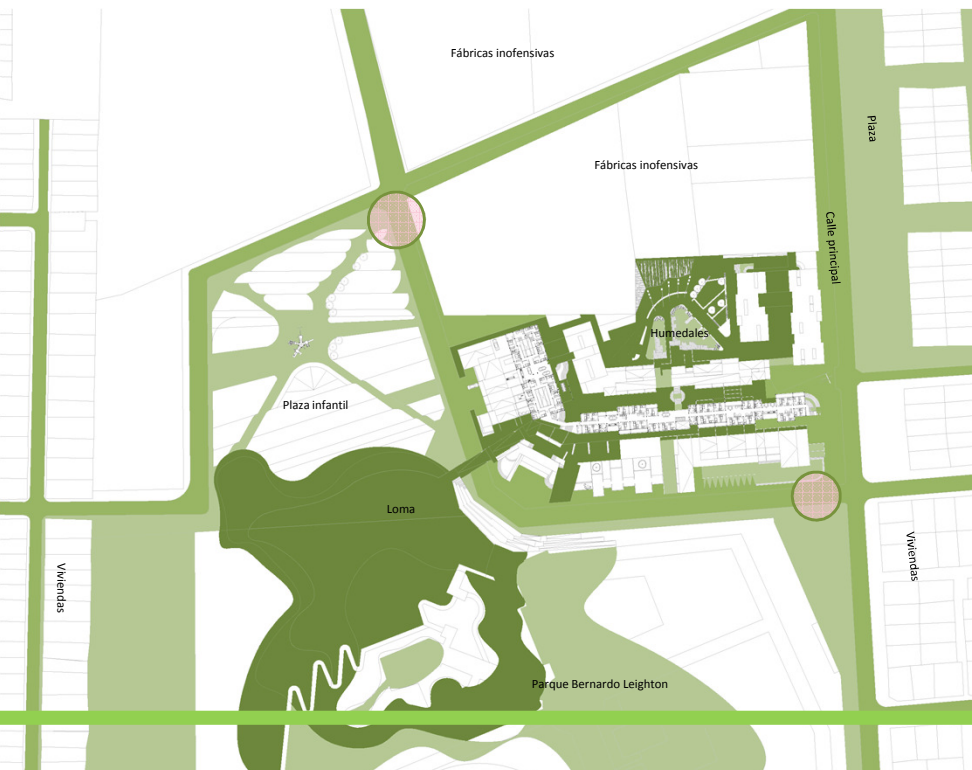 Fábricas inofensivas
Plaza
Fábricas inofensivas
Calle principal
Humedales
Plaza infantil
Loma
Viviendas
Viviendas
Parque Bernardo Leighton